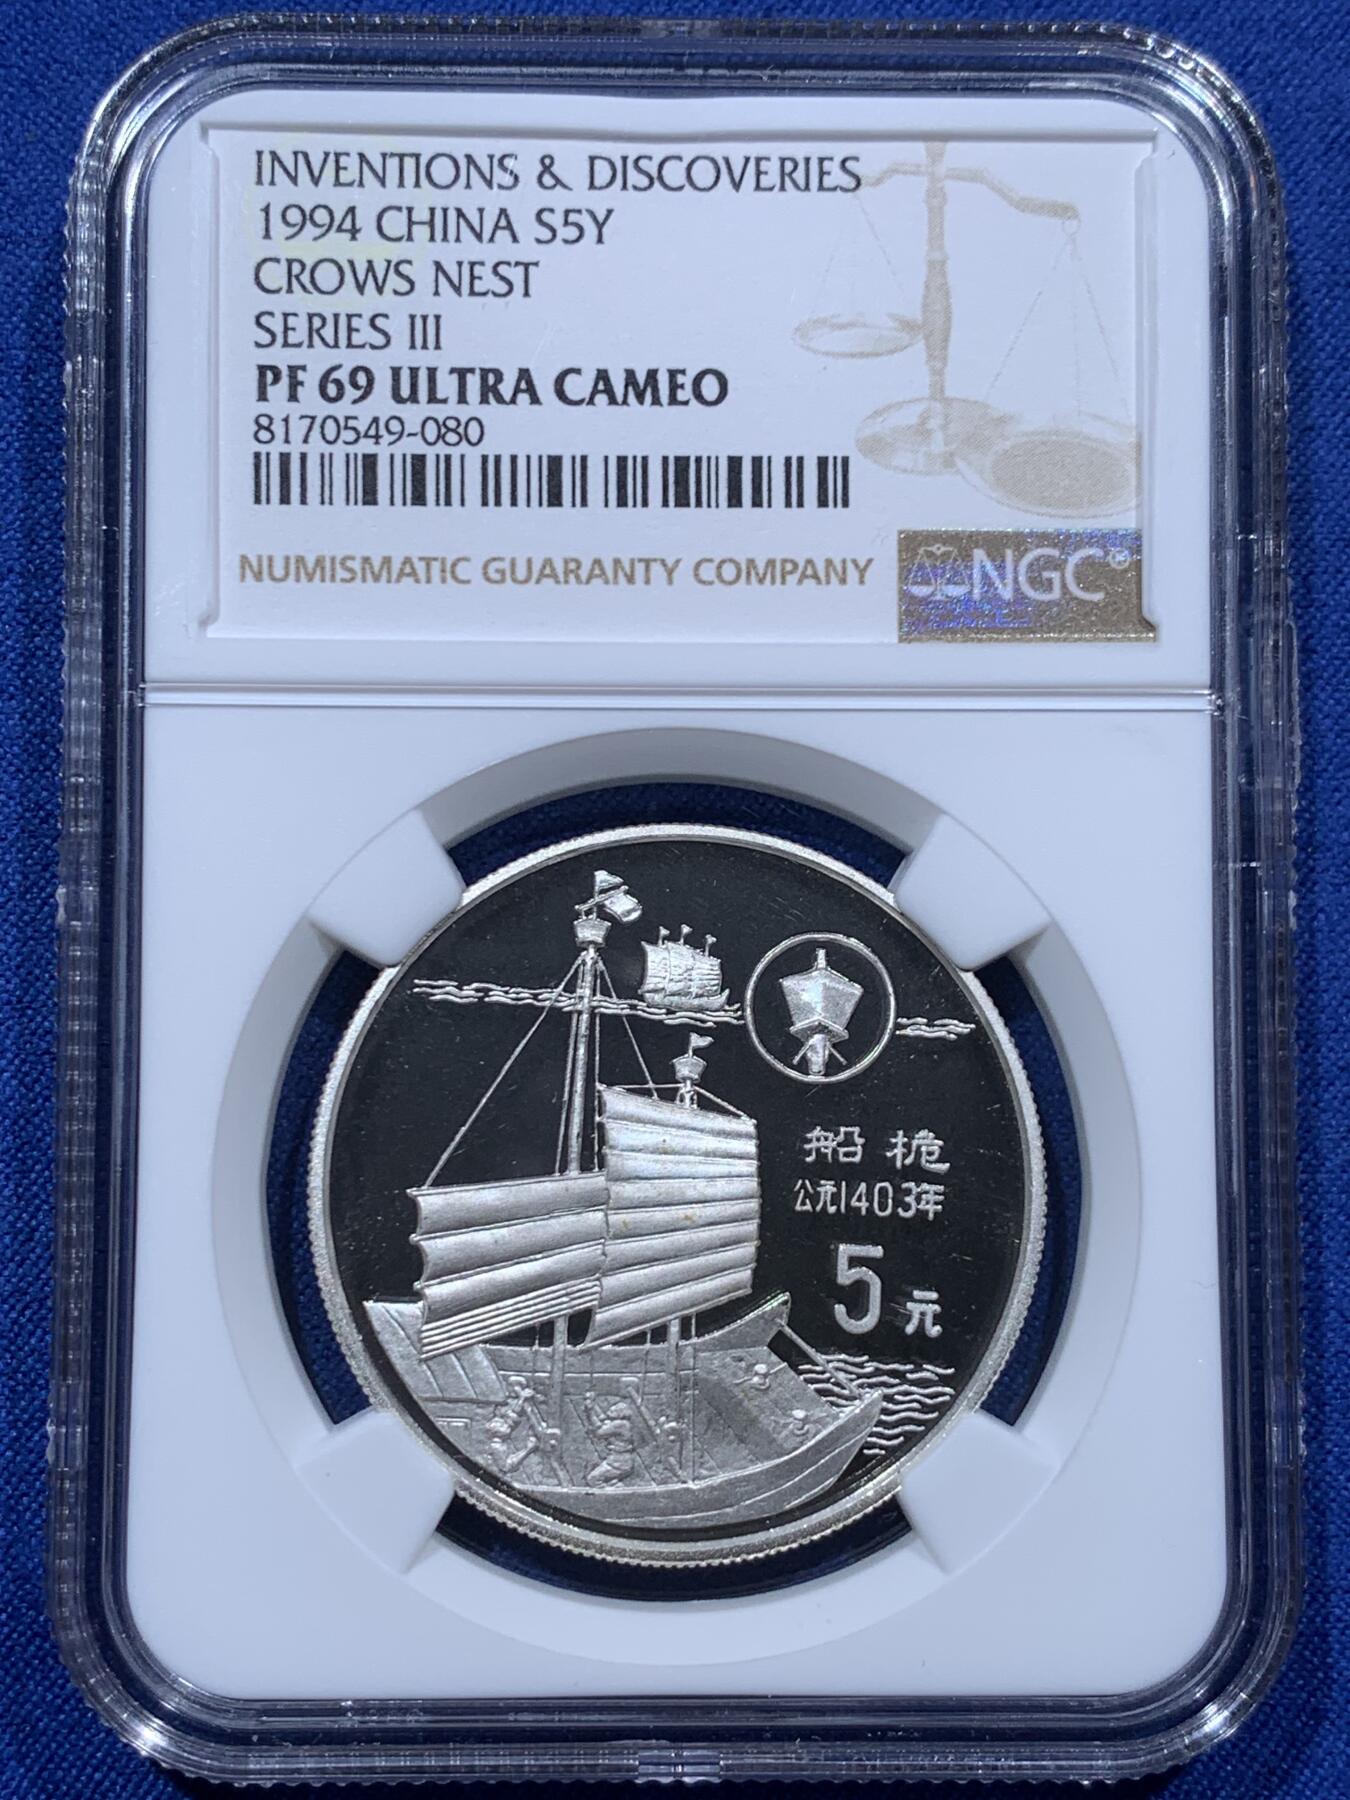 INVENTIONS & DISCOVERIES
1994 CHINA S5Y
CROWS NEST
SERIES III
PF 69 ULTRA CAMEO
8170549-080
NUMISMATIC GUARANTY COMPANY
NGC
船桅
公元1403年
5元